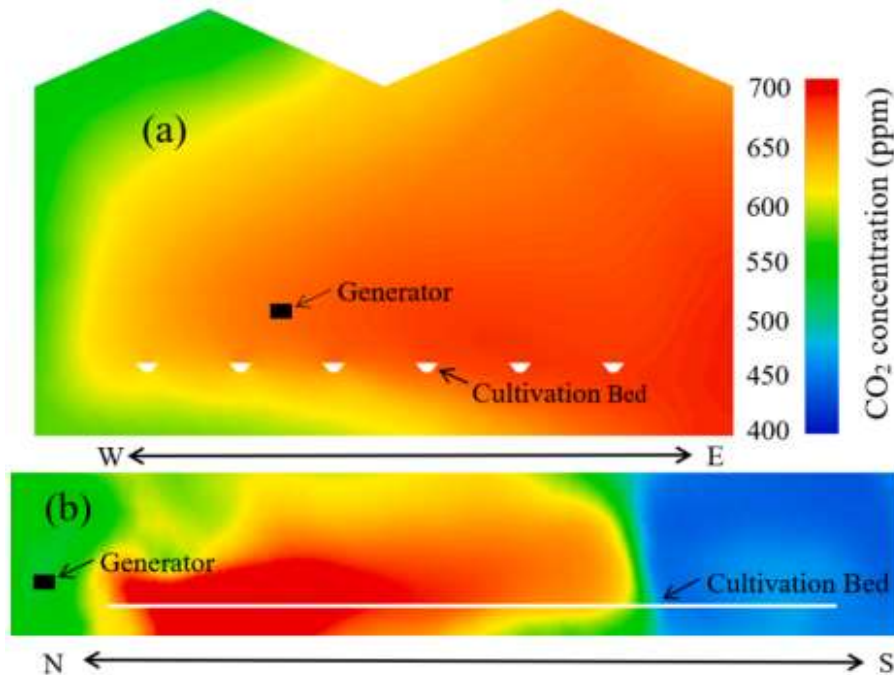 (a)
Generator
Cultivation Bed
W E
700
650
600
550
500
450
400
CO₂ concentration (ppm)
(b)
Generator
Cultivation Bed
N S